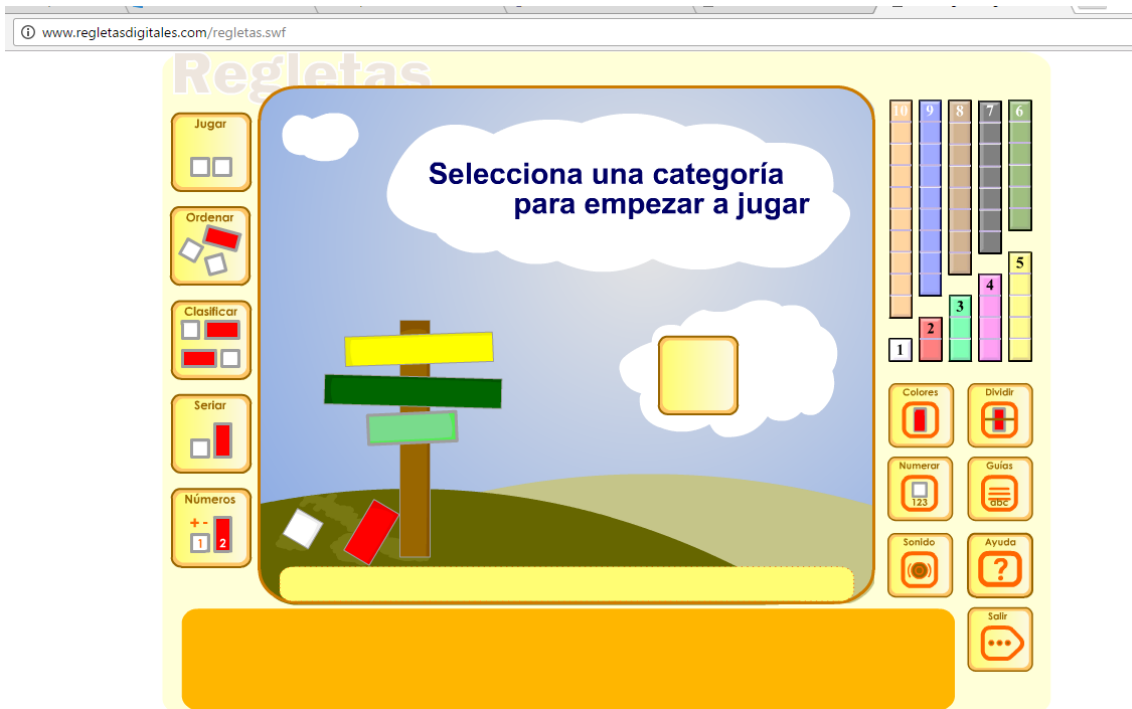 www.regletasdigitales.com/regletas.swf
Regletas
Jugar
Ordenar
Clasificar
Seriar
Números
+ -
1 2
Selecciona una categoría
para empezar a jugar
10 9 8 7 6
5
4
3
2
1
Colores
Dividir
Numerar
123
Guías
abc
Sonido
Ayuda
?
Salir